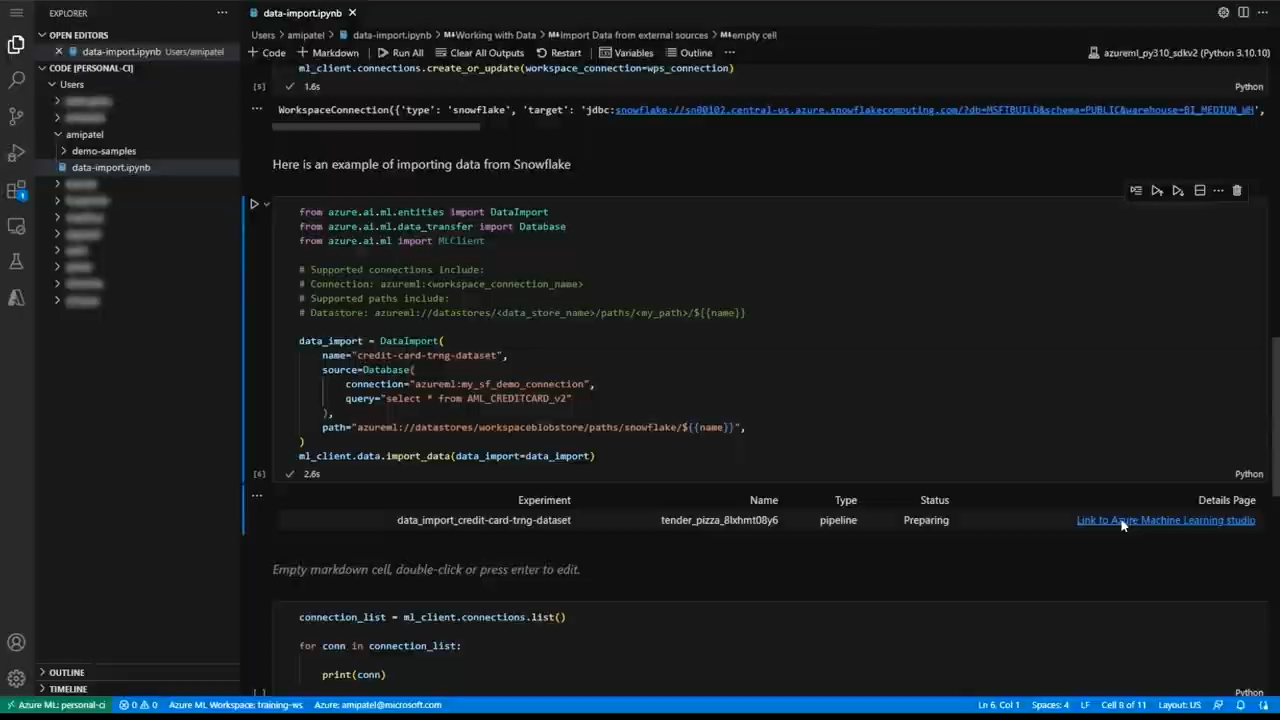 EXPLORER
···
OPEN EDITORS
data-import.ipynb Users/amipatel
CODE [PERSONAL-CI]
Users
amipatel
demo-samples
data-import.ipynb
OUTLINE
TIMELINE
data-import.ipynb
Users > amipatel > data-import.ipynb > M↓Working with Data > M↓Import Data from external sources > M↓empty cell
+ Code + Markdown Run All Clear All Outputs Restart Variables Outline ··· azureml_py310_sdkv2 (Python 3.10.10)
ml_client.connections.create_or_update(workspace_connection=wps_connection)
[5] 1.6s Python
WorkspaceConnection({'type': 'snowflake', 'target': 'jdbc:snowflake://sn00102.central-us.azure.snowflakecomputing.com/?db=MSFTBUILD&schema=PUBLIC&warehouse=BI_MEDIUM_WH',
Here is an example of importing data from Snowflake
from azure.ai.ml.entities import DataImport
from azure.ai.ml.data_transfer import Database
from azure.ai.ml import MLClient
# Supported connections include:
# Connection: azureml:<workspace_connection_name>
# Supported paths include:
# Datastore: azureml://datastores/<data_store_name>/paths/<my_path>/${{name}}
data_import = DataImport(
name="credit-card-trng-dataset",
source=Database(
connection="azureml:my_sf_demo_connection",
query="select * from AML_CREDITCARD_v2"
),
path="azureml://datastores/workspaceblobstore/paths/snowflake/${{name}}",
)
ml_client.data.import_data(data_import=data_import)
[6] 2.6s Python
Experiment Name Type Status Details Page
data_import_credit-card-trng-dataset tender_pizza_8lxhmt08y6 pipeline Preparing Link to Azure Machine Learning studio
Empty markdown cell, double-click or press enter to edit.
connection_list = ml_client.connections.list()
for conn in connection_list:
print(conn)
[ ] Python
Azure ML: personal-ci 0 0 Azure ML Workspace: training-ws Azure: amipatel@microsoft.com Ln 6, Col 1 Spaces: 4 LF Cell 8 of 11 Layout: US